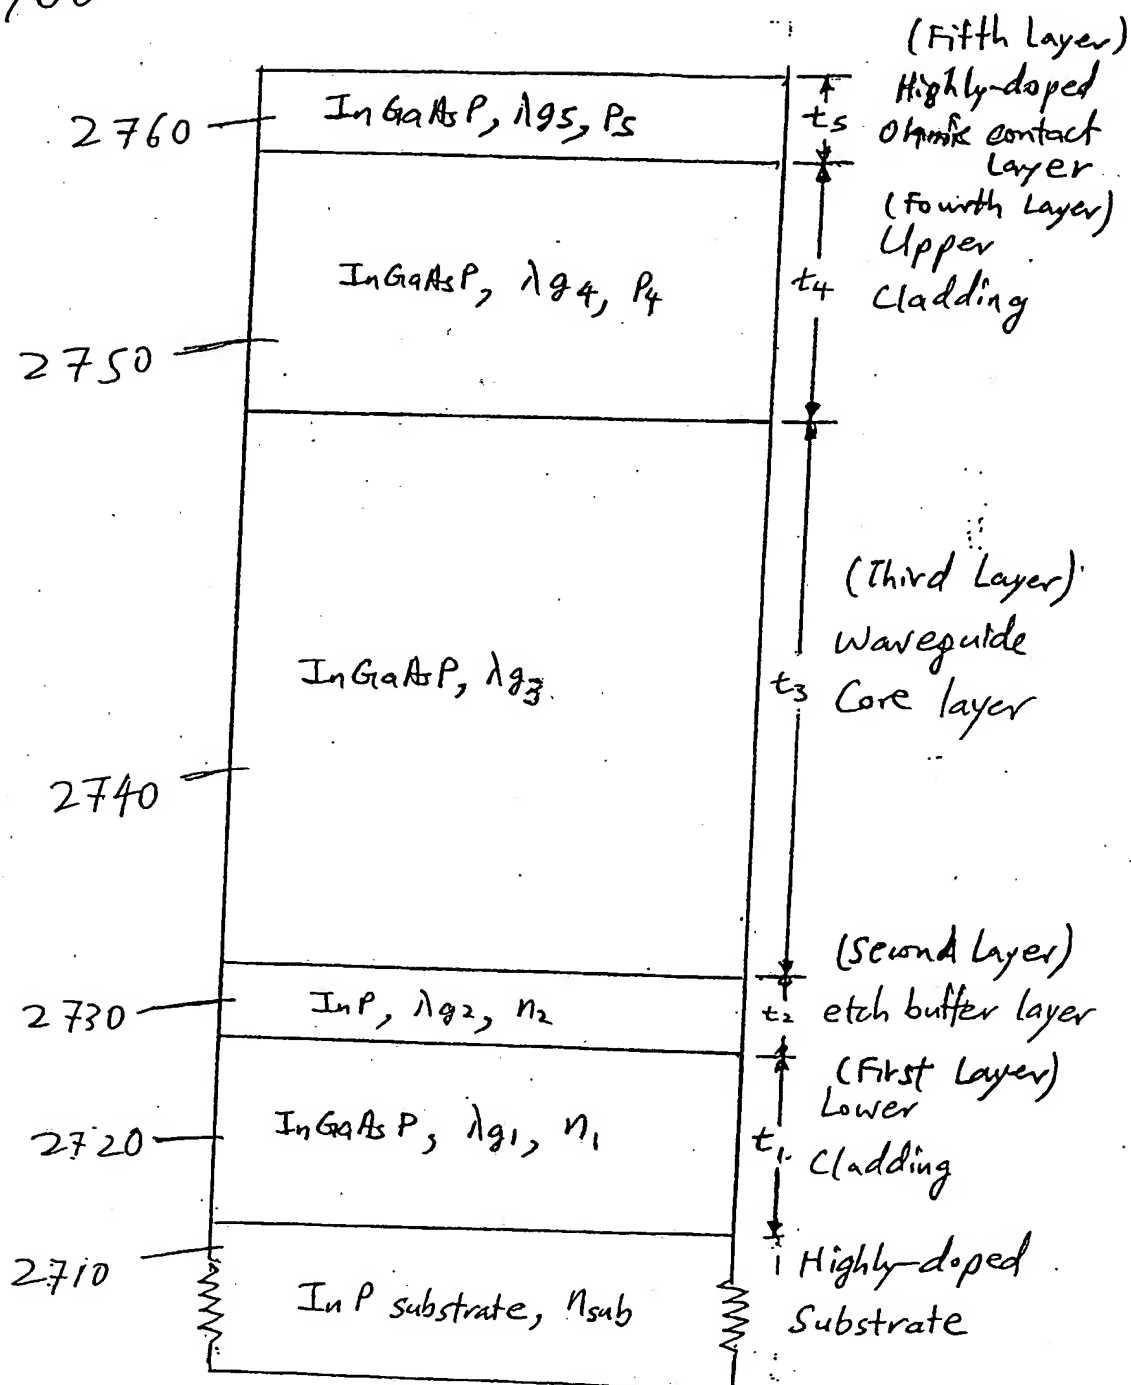 (Fifth Layer)
Highly-doped
Ohmic contact
Layer
2760
InGaAsP, λg5, P5
t5
(Fourth Layer)
Upper
Cladding
InGaAsP, λg4, P4
t4
2750
(Third Layer)
Waveguide
Core layer
InGaAsP, λg3
t3
2740
(Second Layer)
etch buffer layer
2730
InP, λg2, n2
t2
(First Layer)
Lower
Cladding
2720
InGaAsP, λg1, n1
t1
2710
InP substrate, nsub
Highly-doped
Substrate